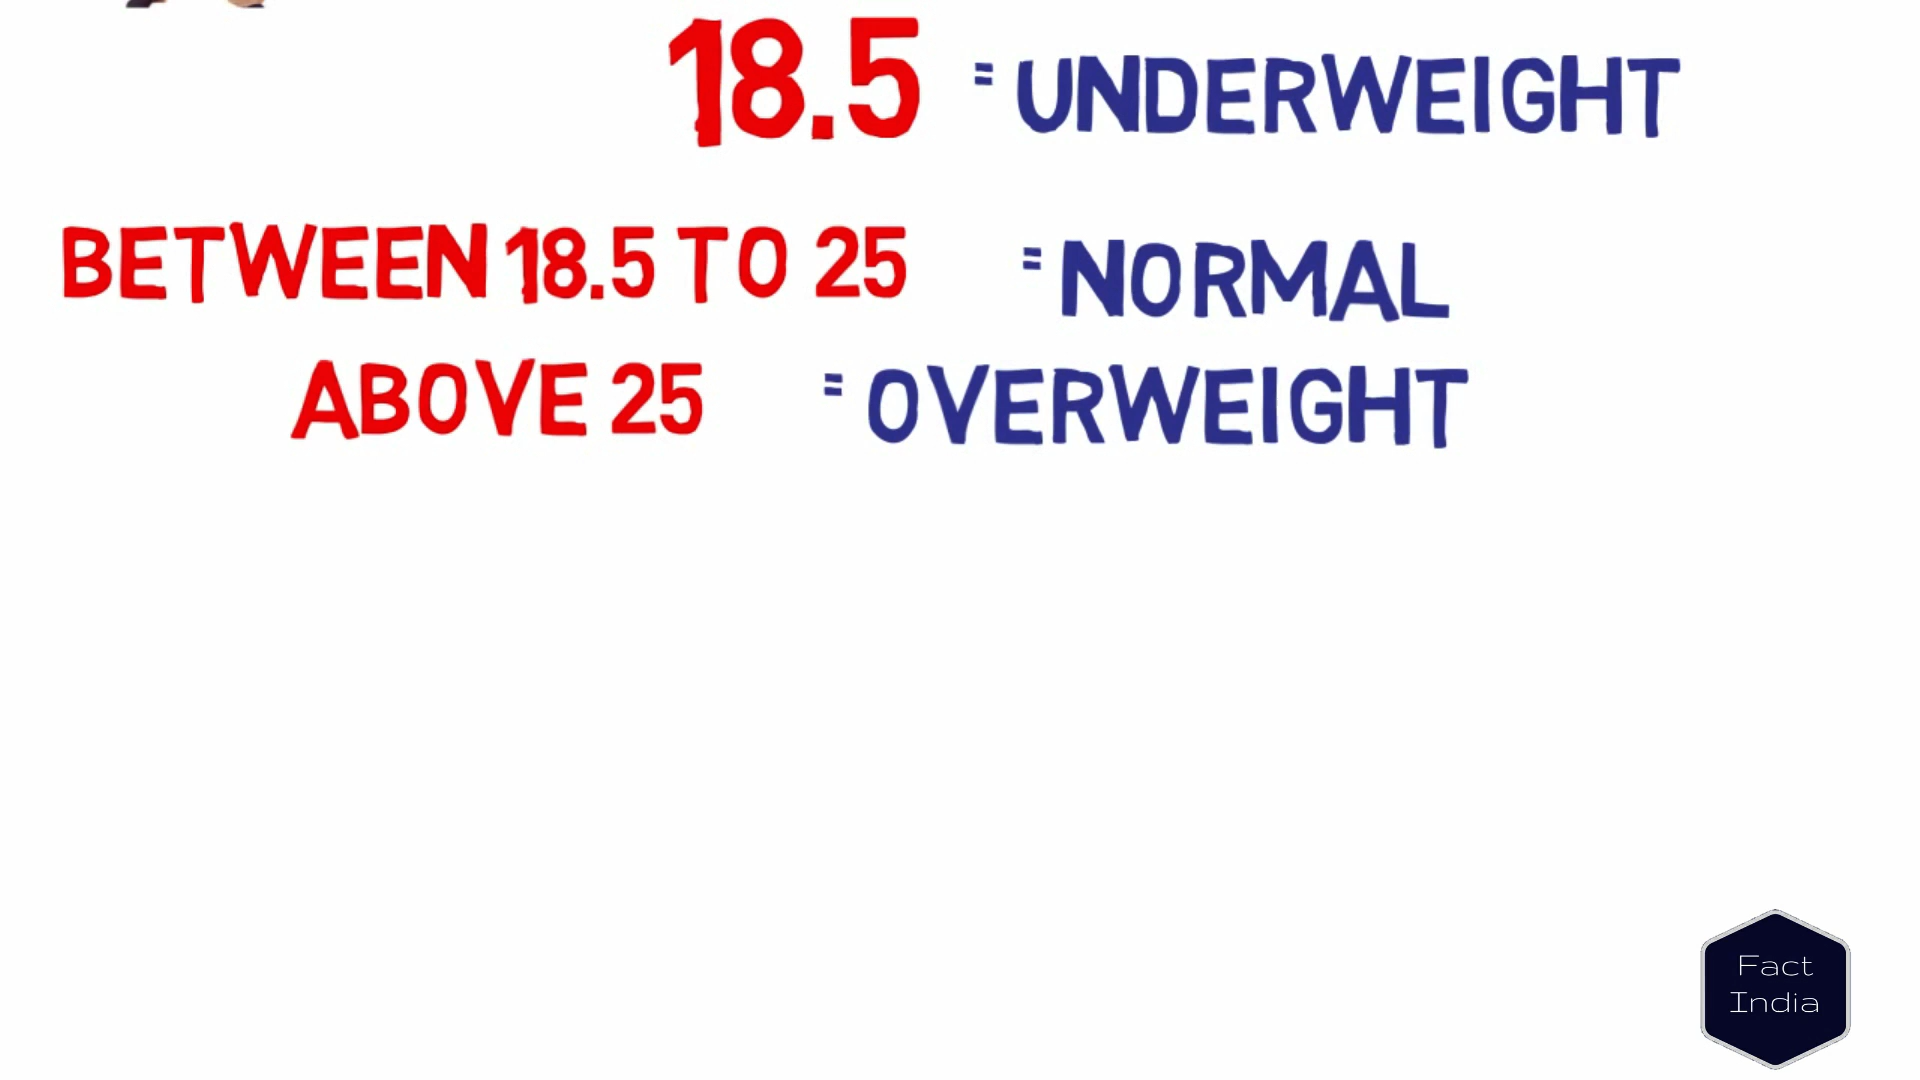 18.5 = UNDERWEIGHT
BETWEEN 18.5 TO 25 = NORMAL
ABOVE 25 = OVERWEIGHT
Fact
India